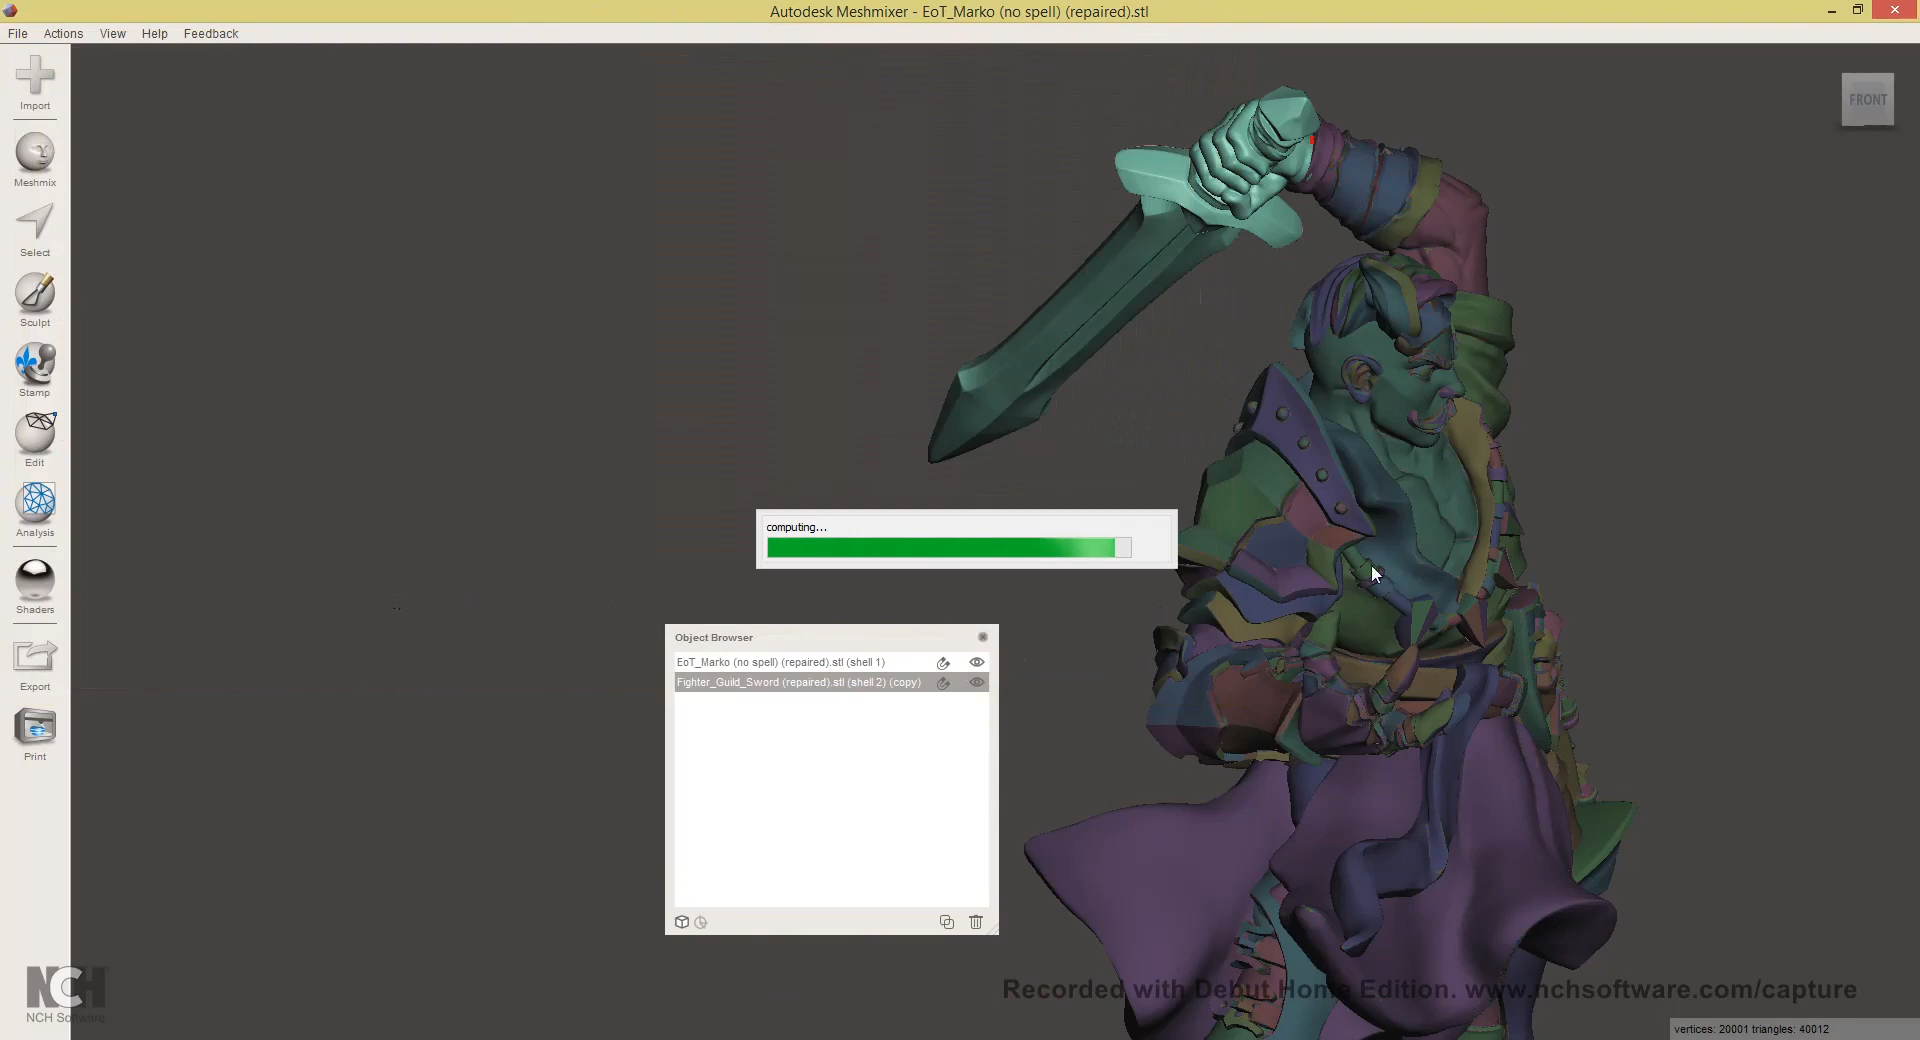 Autodesk Meshmixer - EoT_Marko (no spell) (repaired).stl
File Actions View Help Feedback
Import
Meshmix
Select
Sculpt
Stamp
Edit
Analysis
Shaders
Export
Print
FRONT
computing...
Object Browser
EoT_Marko (no spell) (repaired).stl (shell 1)
Fighter_Guild_Sword (repaired).stl (shell 2) (copy)
NCH
NCH Software
Recorded with Debut Home Edition. www.nchsoftware.com/capture
vertices: 20001 triangles: 40012